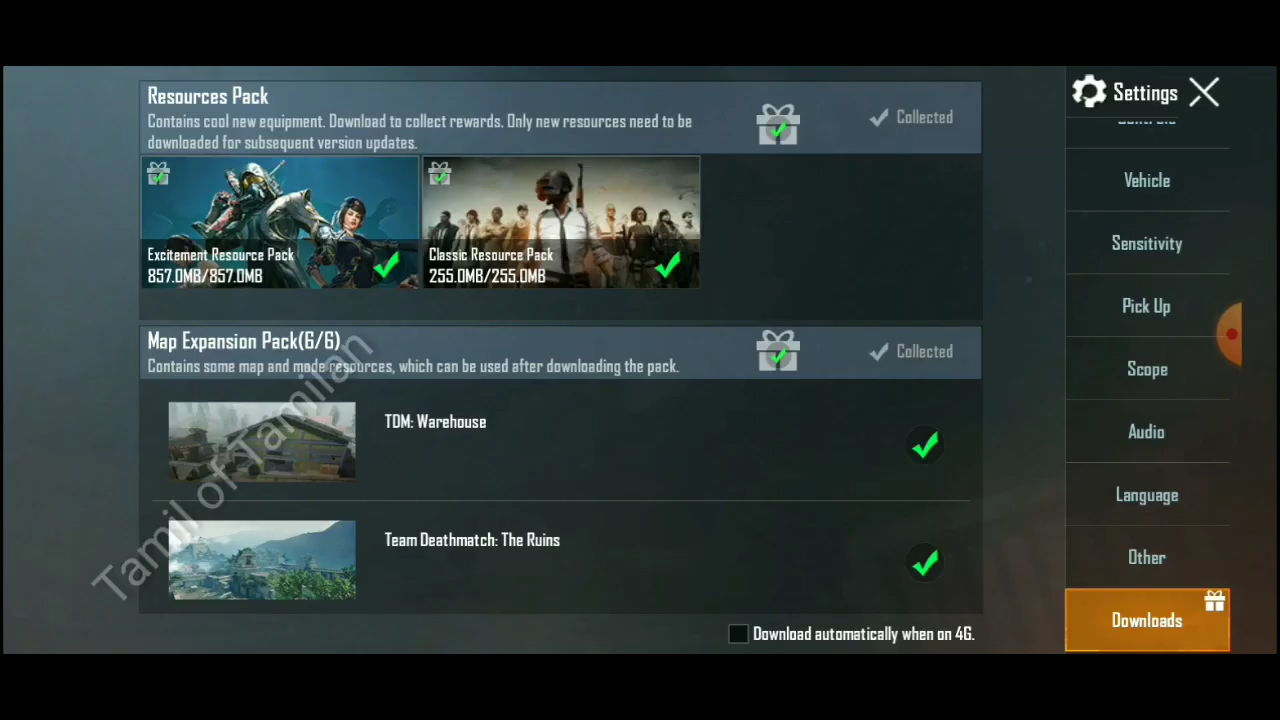 Resources Pack
Contains cool new equipment. Download to collect rewards. Only new resources need to be
downloaded for subsequent version updates.
Collected
Excitement Resource Pack
857.0MB/857.0MB
Classic Resource Pack
255.0MB/255.0MB
Map Expansion Pack(6/6)
Contains some map and mode resources, which can be used after downloading the pack.
Collected
TDM: Warehouse
Team Deathmatch: The Ruins
Download automatically when on 4G.
Tamil of Tamilan
Settings
Controls
Vehicle
Sensitivity
Pick Up
Scope
Audio
Language
Other
Downloads